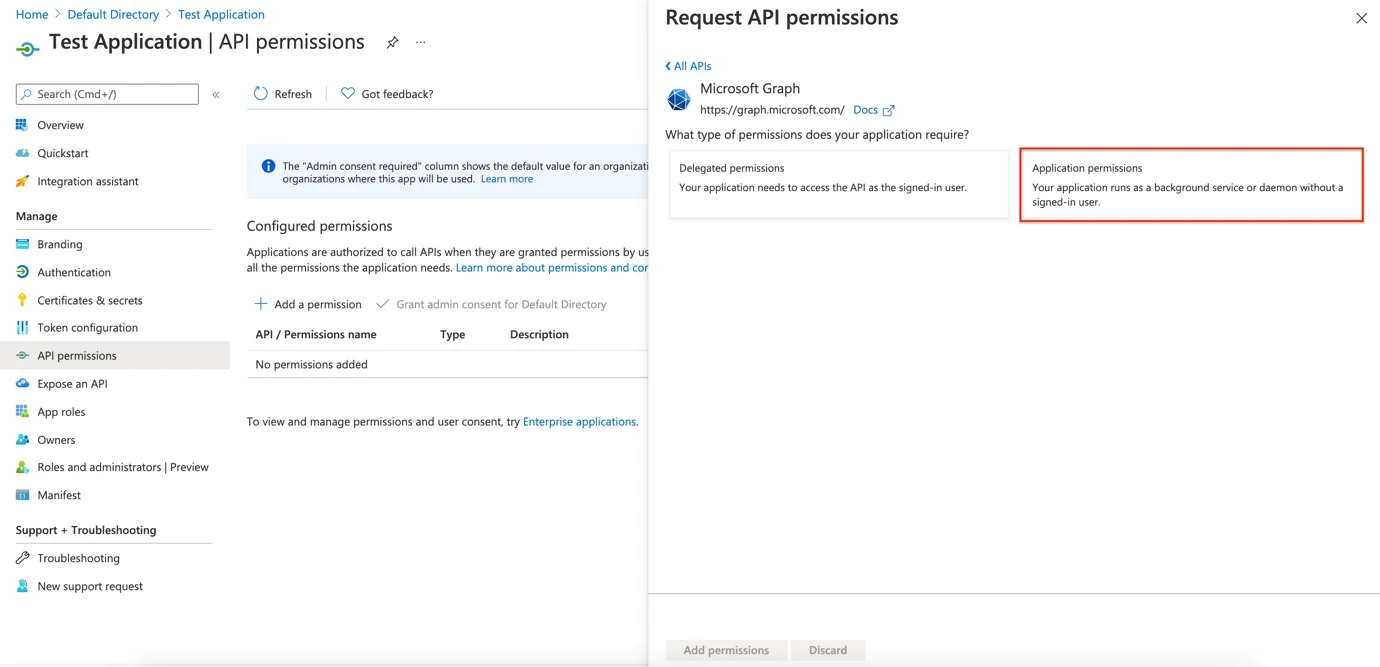 Home > Default Directory > Test Application
Test Application | API permissions ...
Search (Cmd+/) «
Overview
Quickstart
Integration assistant
Manage
Branding
Authentication
Certificates & secrets
Token configuration
API permissions
Expose an API
App roles
Owners
Roles and administrators | Preview
Manifest
Support + Troubleshooting
Troubleshooting
New support request
Refresh | Got feedback?
The "Admin consent required" column shows the default value for an organizati
organizations where this app will be used. Learn more
Configured permissions
Applications are authorized to call APIs when they are granted permissions by us
all the permissions the application needs. Learn more about permissions and cor
Add a permission Grant admin consent for Default Directory
API / Permissions name Type Description
No permissions added
To view and manage permissions and user consent, try Enterprise applications.
Request API permissions
All APIs
Microsoft Graph
https://graph.microsoft.com/ Docs
What type of permissions does your application require?
Delegated permissions
Your application needs to access the API as the signed-in user.
Application permissions
Your application runs as a background service or daemon without a
signed-in user.
Add permissions Discard